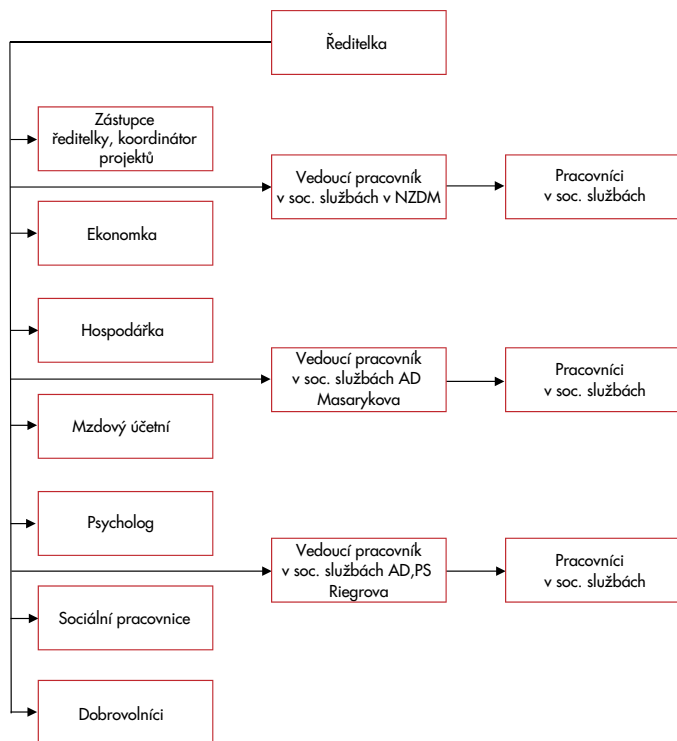 Ředitelka
Zástupce
ředitelky, koordinátor
projektů
Vedoucí pracovník
v soc. službách v NZDM
Pracovníci
v soc. službách
Ekonomka
Hospodářka
Vedoucí pracovník
v soc. službách AD
Masarykova
Pracovníci
v soc. službách
Mzdový účetní
Psycholog
Vedoucí pracovník
v soc. službách AD,PS
Riegrova
Pracovníci
v soc. službách
Sociální pracovnice
Dobrovolníci